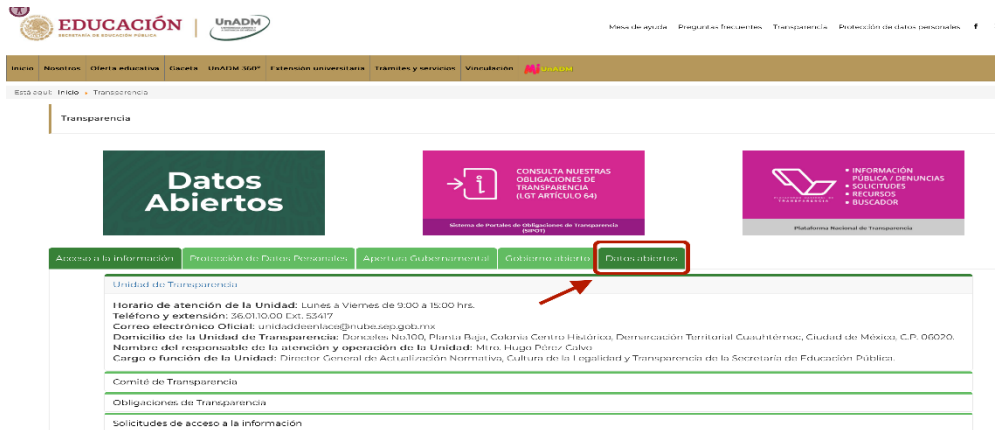 EDUCACIÓN
SECRETARÍA DE EDUCACIÓN PÚBLICA
UnADM
Mesa de ayuda Preguntas frecuentes Transparencia Protección de datos personales f
Inicio Nosotros Oferta educativa Gaceta UnADM 360° Extensión universitaria Trámites y servicios Vinculación Mi UnADM
Está aquí: Inicio Transparencia
Transparencia
Datos
Abiertos
CONSULTA NUESTRAS
OBLIGACIONES DE
TRANSPARENCIA
(LGT ARTÍCULO 64)
Sistema de Portales de Obligaciones de Transparencia
(SIPOT)
• INFORMACIÓN
PÚBLICA / DENUNCIAS
• SOLICITUDES
• RECURSOS
• BUSCADOR
TRANSPARENCIA
Plataforma Nacional de Transparencia
Acceso a la información Protección de Datos Personales Apertura Gubernamental Gobierno abierto Datos abiertos
Unidad de Transparencia
Horario de atención de la Unidad: Lunes a Viernes de 9:00 a 15:00 hrs.
Teléfono y extensión: 36.01.10.00 Ext. 53417
Correo electrónico Oficial: unidaddeenlace@nube.sep.gob.mx
Domicilio de la Unidad de Transparencia: Donceles No.100, Planta Baja, Colonia Centro Histórico, Demarcación Territorial Cuauhtémoc, Ciudad de México, C.P. 06020.
Nombre del responsable de la atención y operación de la Unidad: Mtro. Hugo Pérez Calvo
Cargo o función de la Unidad: Director General de Actualización Normativa, Cultura de la Legalidad y Transparencia de la Secretaría de Educación Pública.
Comité de Transparencia
Obligaciones de Transparencia
Solicitudes de acceso a la información